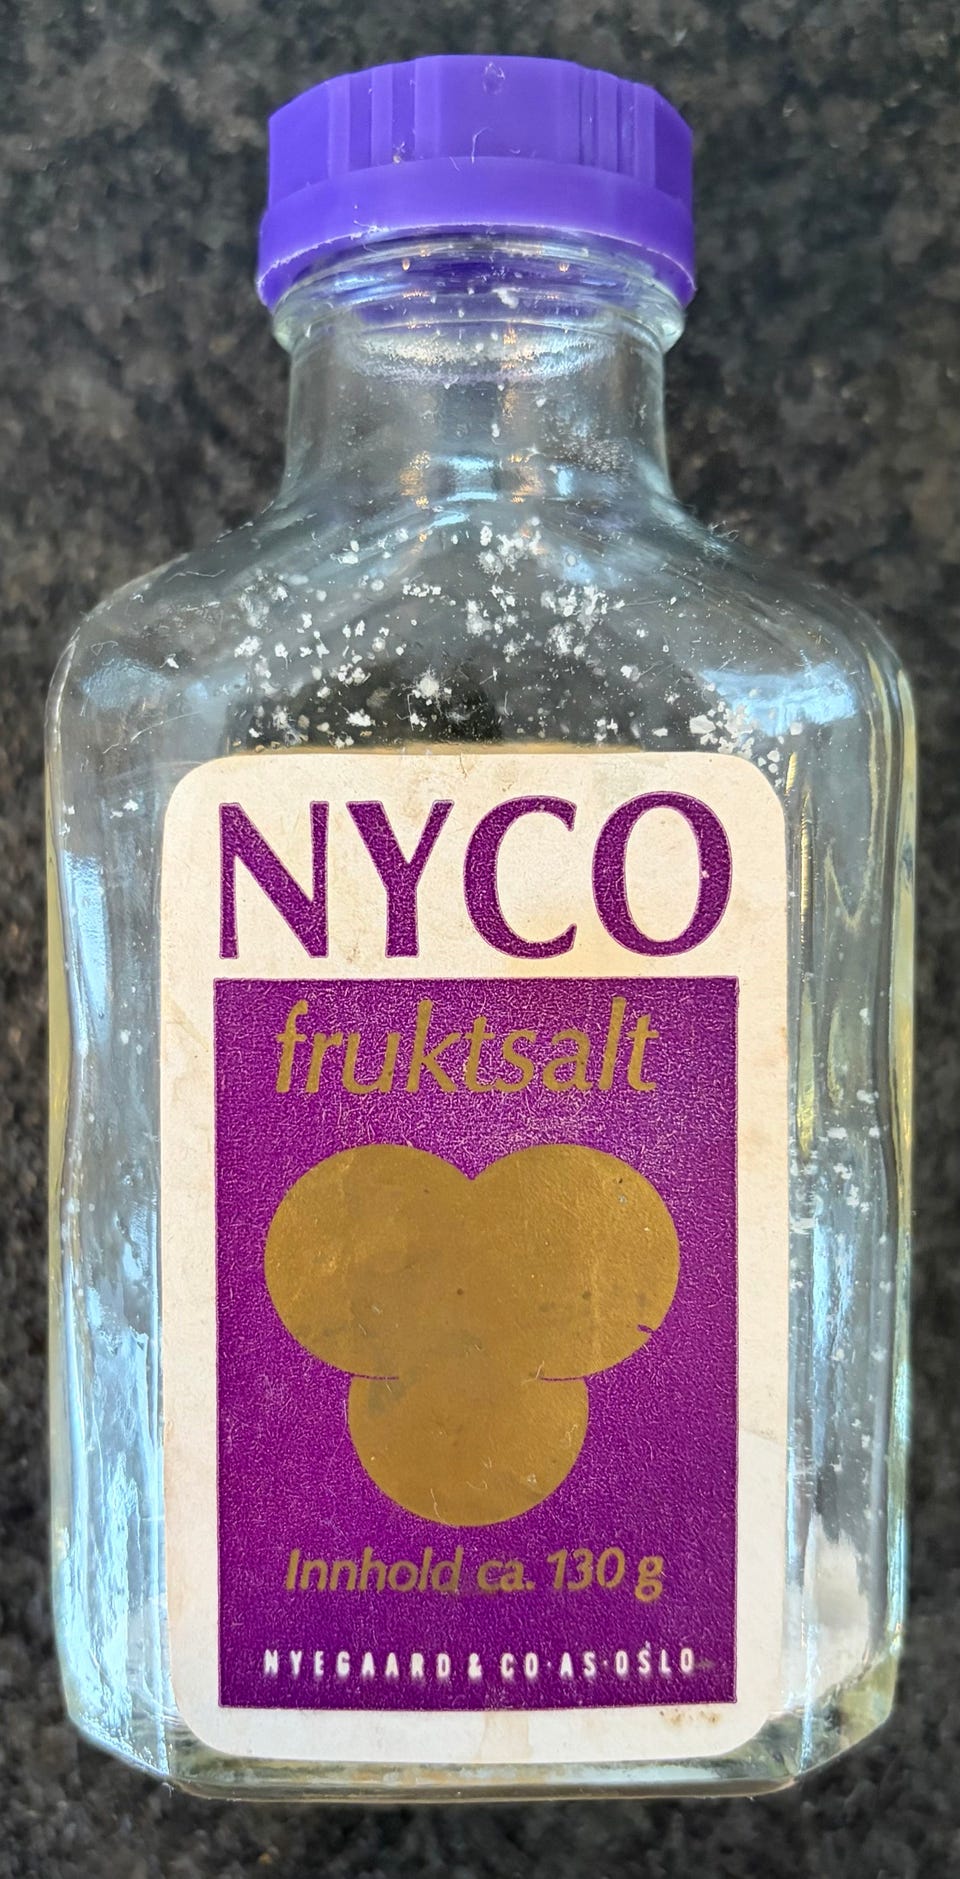 NYCO
fruktsalt
Innhold ca. 130 g
NYEGAARD & CO·AS·OSLO